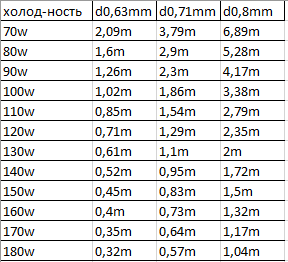 холод-ность d0,63mm d0,71mm d0,8mm
70w 2,09m 3,79m 6,89m
80w 1,6m 2,9m 5,28m
90w 1,26m 2,3m 4,17m
100w 1,02m 1,86m 3,38m
110w 0,85m 1,54m 2,79m
120w 0,71m 1,29m 2,35m
130w 0,61m 1,1m 2m
140w 0,52m 0,95m 1,72m
150w 0,45m 0,83m 1,5m
160w 0,4m 0,73m 1,32m
170w 0,35m 0,64m 1,17m
180w 0,32m 0,57m 1,04m